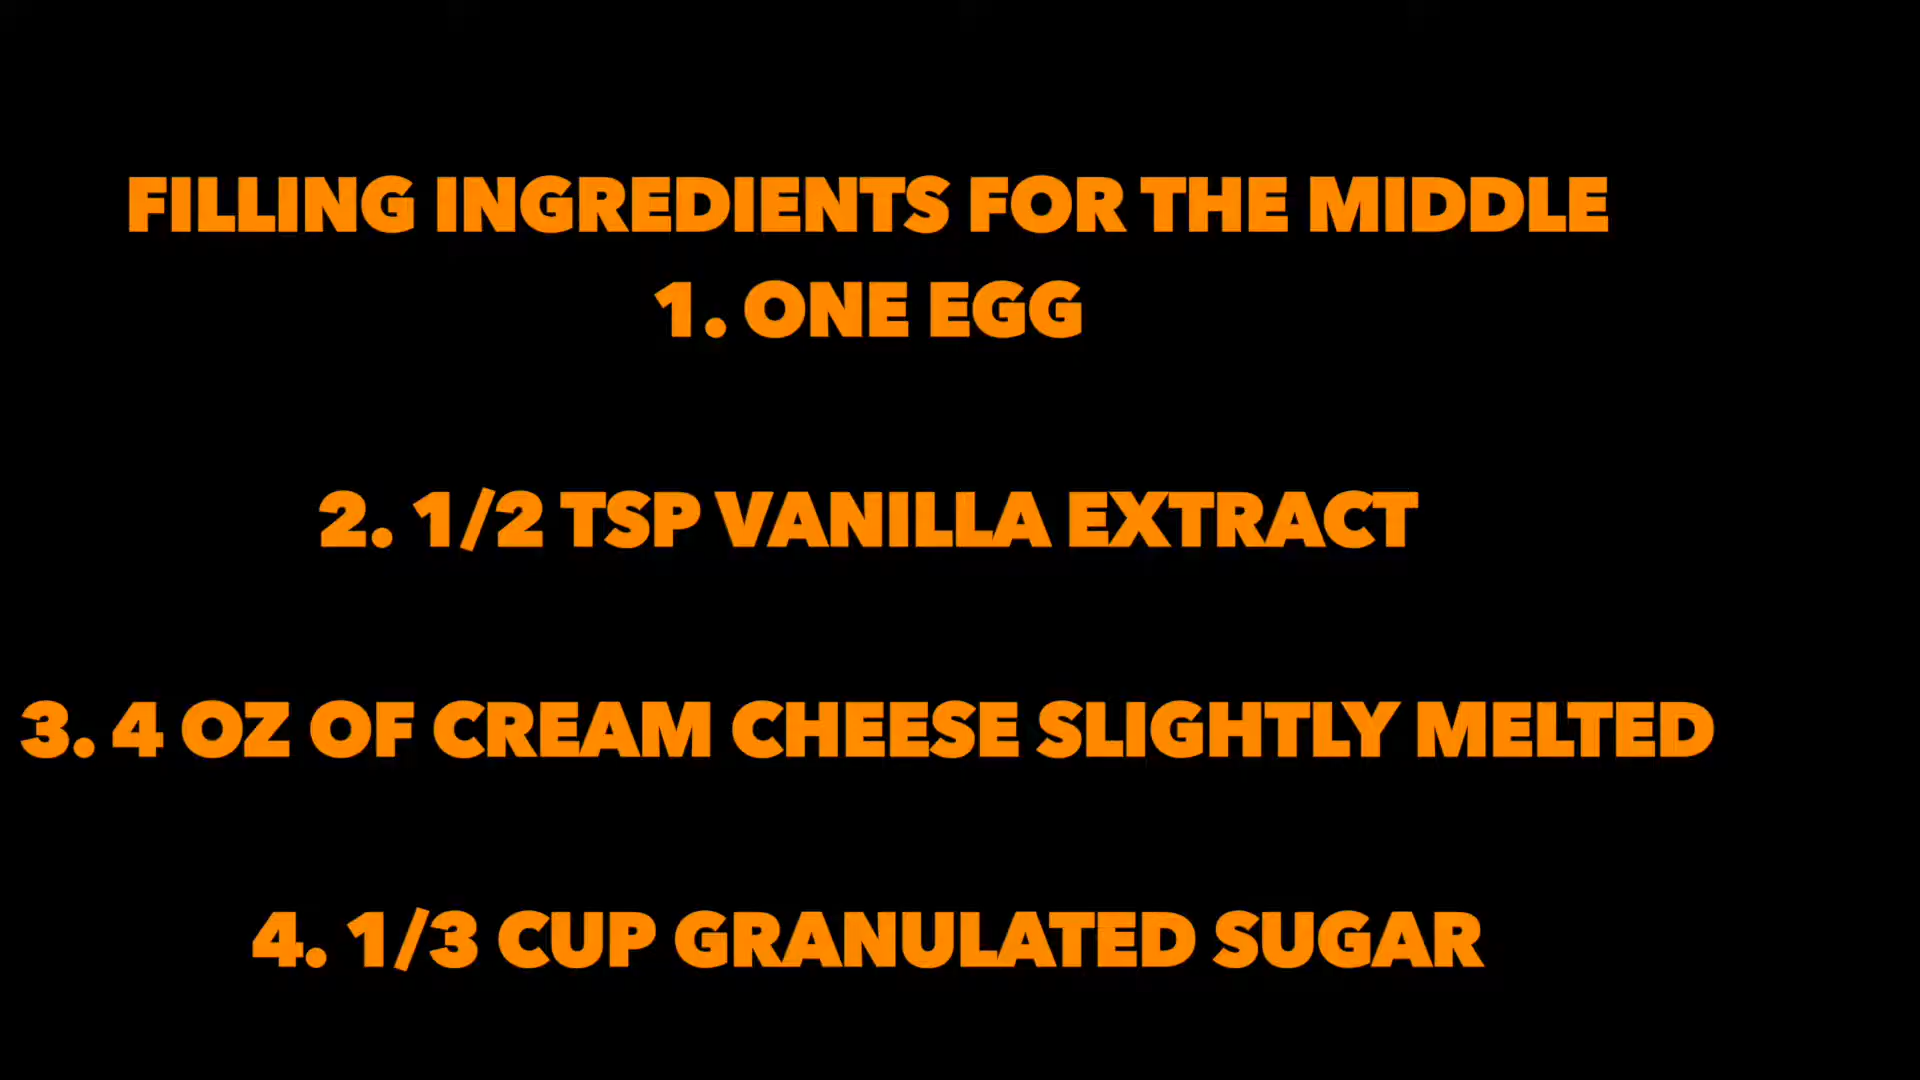 FILLING INGREDIENTS FOR THE MIDDLE
1. ONE EGG
2. 1/2 TSP VANILLA EXTRACT
3. 4 OZ OF CREAM CHEESE SLIGHTLY MELTED
4. 1/3 CUP GRANULATED SUGAR